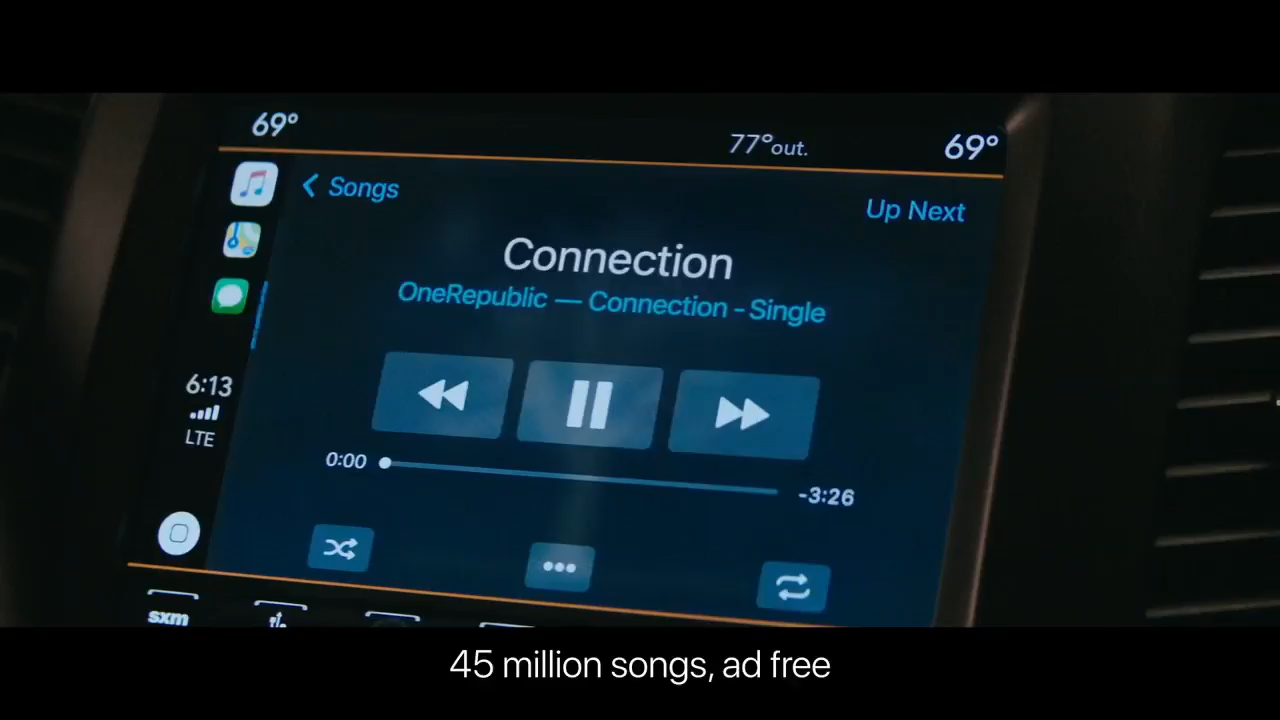 69°
77° out.
69°
Songs
Up Next
Connection
OneRepublic — Connection - Single
6:13
LTE
0:00
-3:26
sxm
45 million songs, ad free